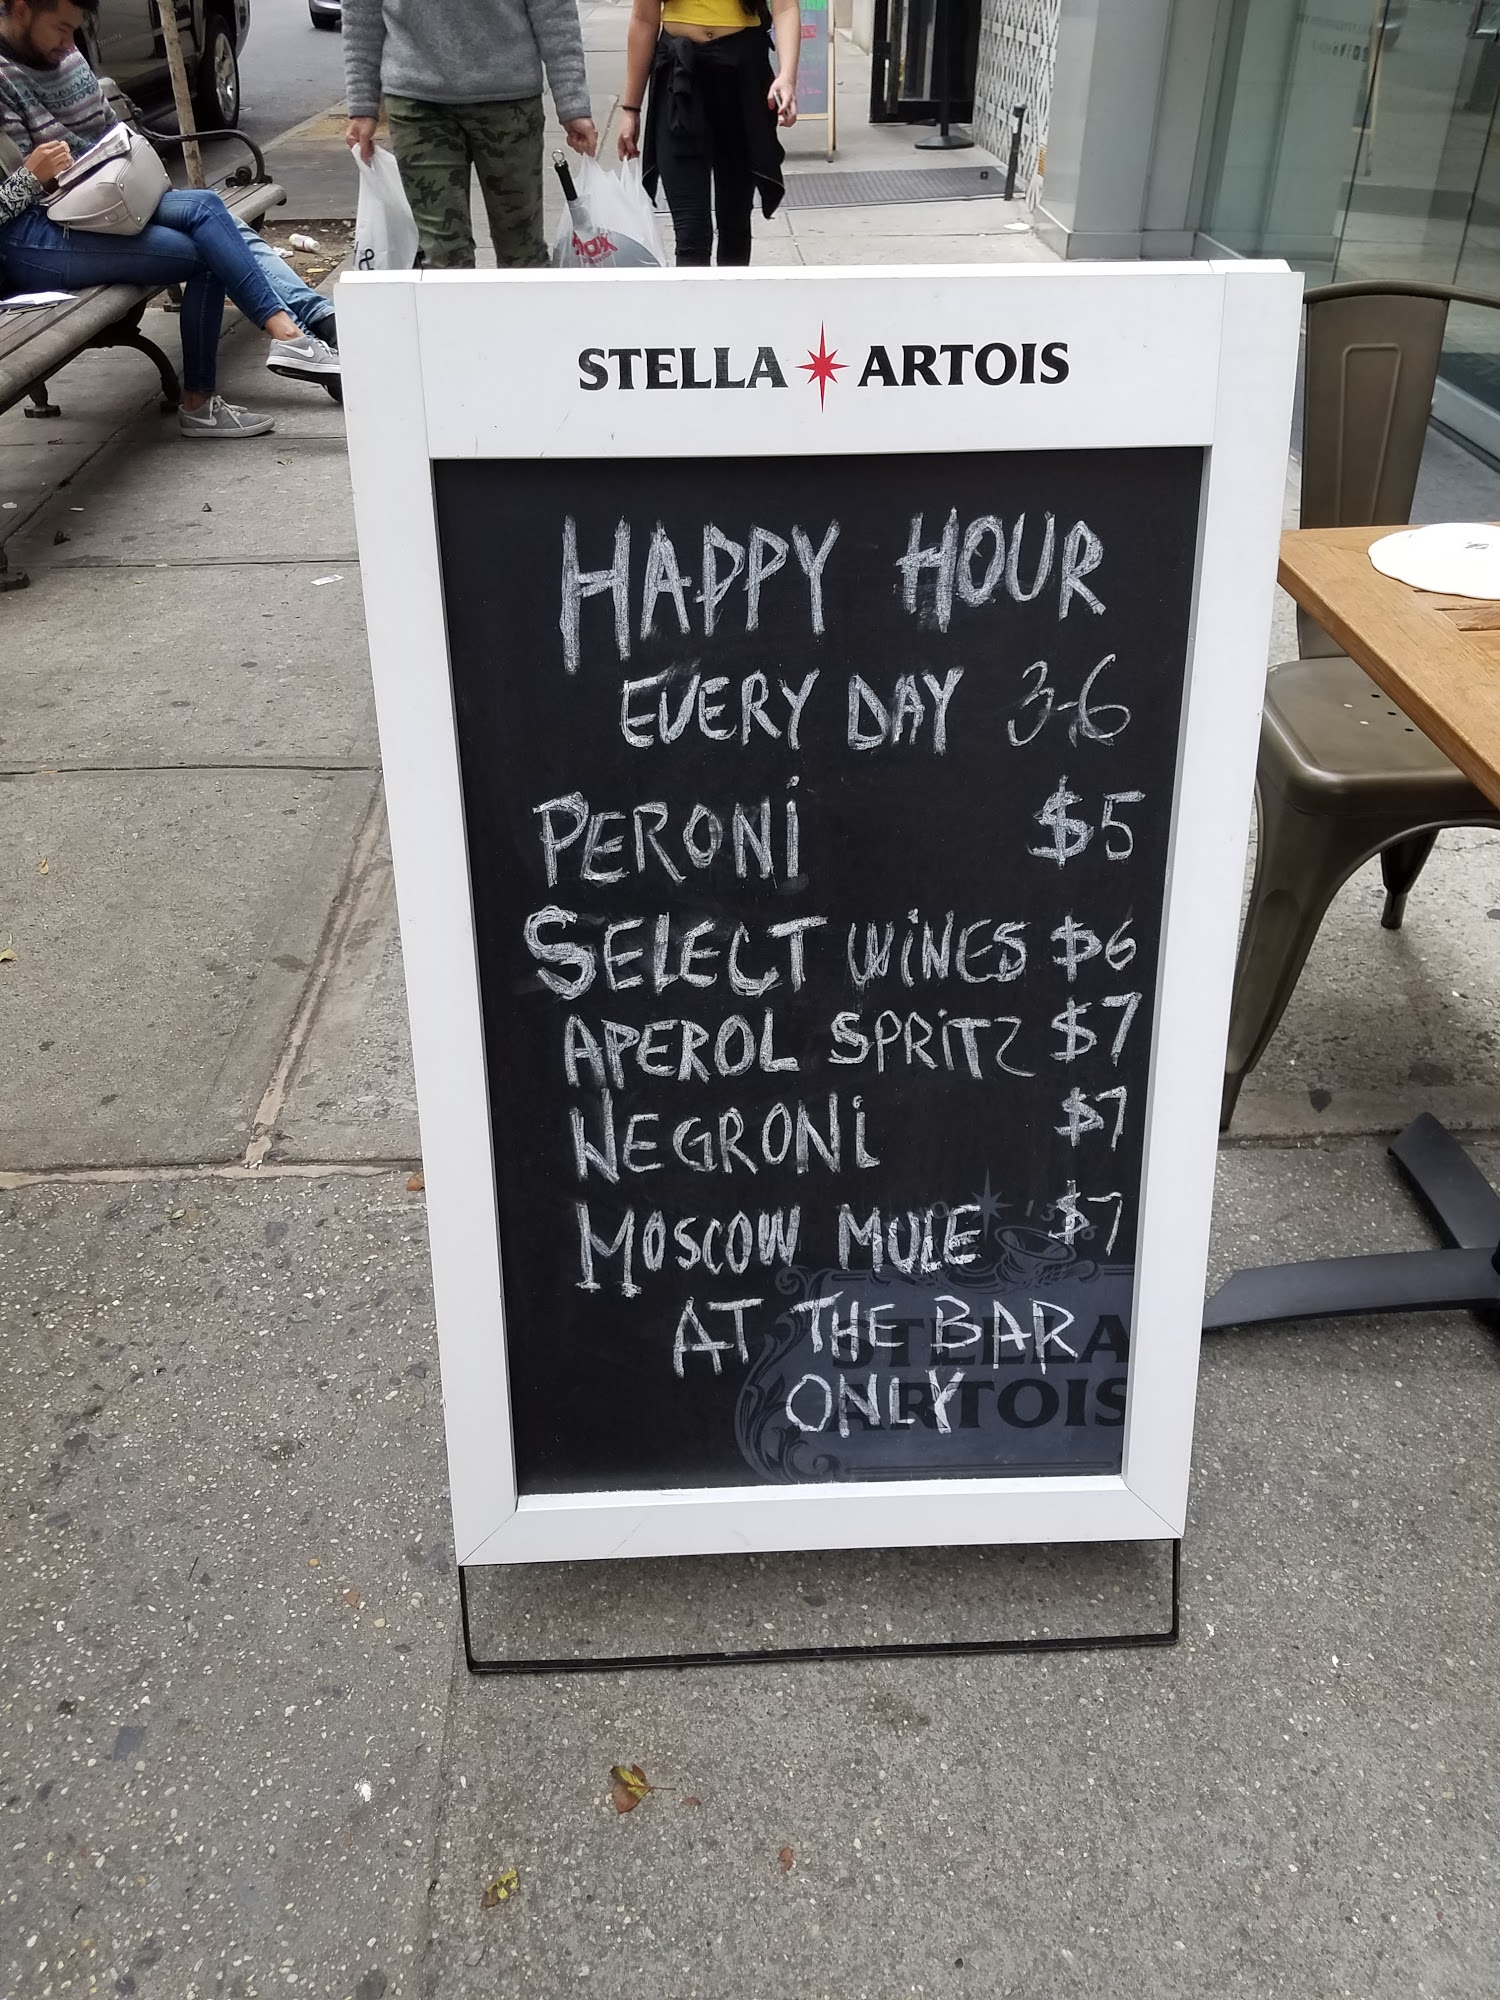 STELLA ARTOIS
HAPPY HOUR
EVERY DAY 3-6
PERONI $5
SELECT WINES $6
APEROL SPRITZ $7
NEGRONI $7
MOSCOW MULE $7
AT THE BAR
ONLY
STELLA
ARTOIS